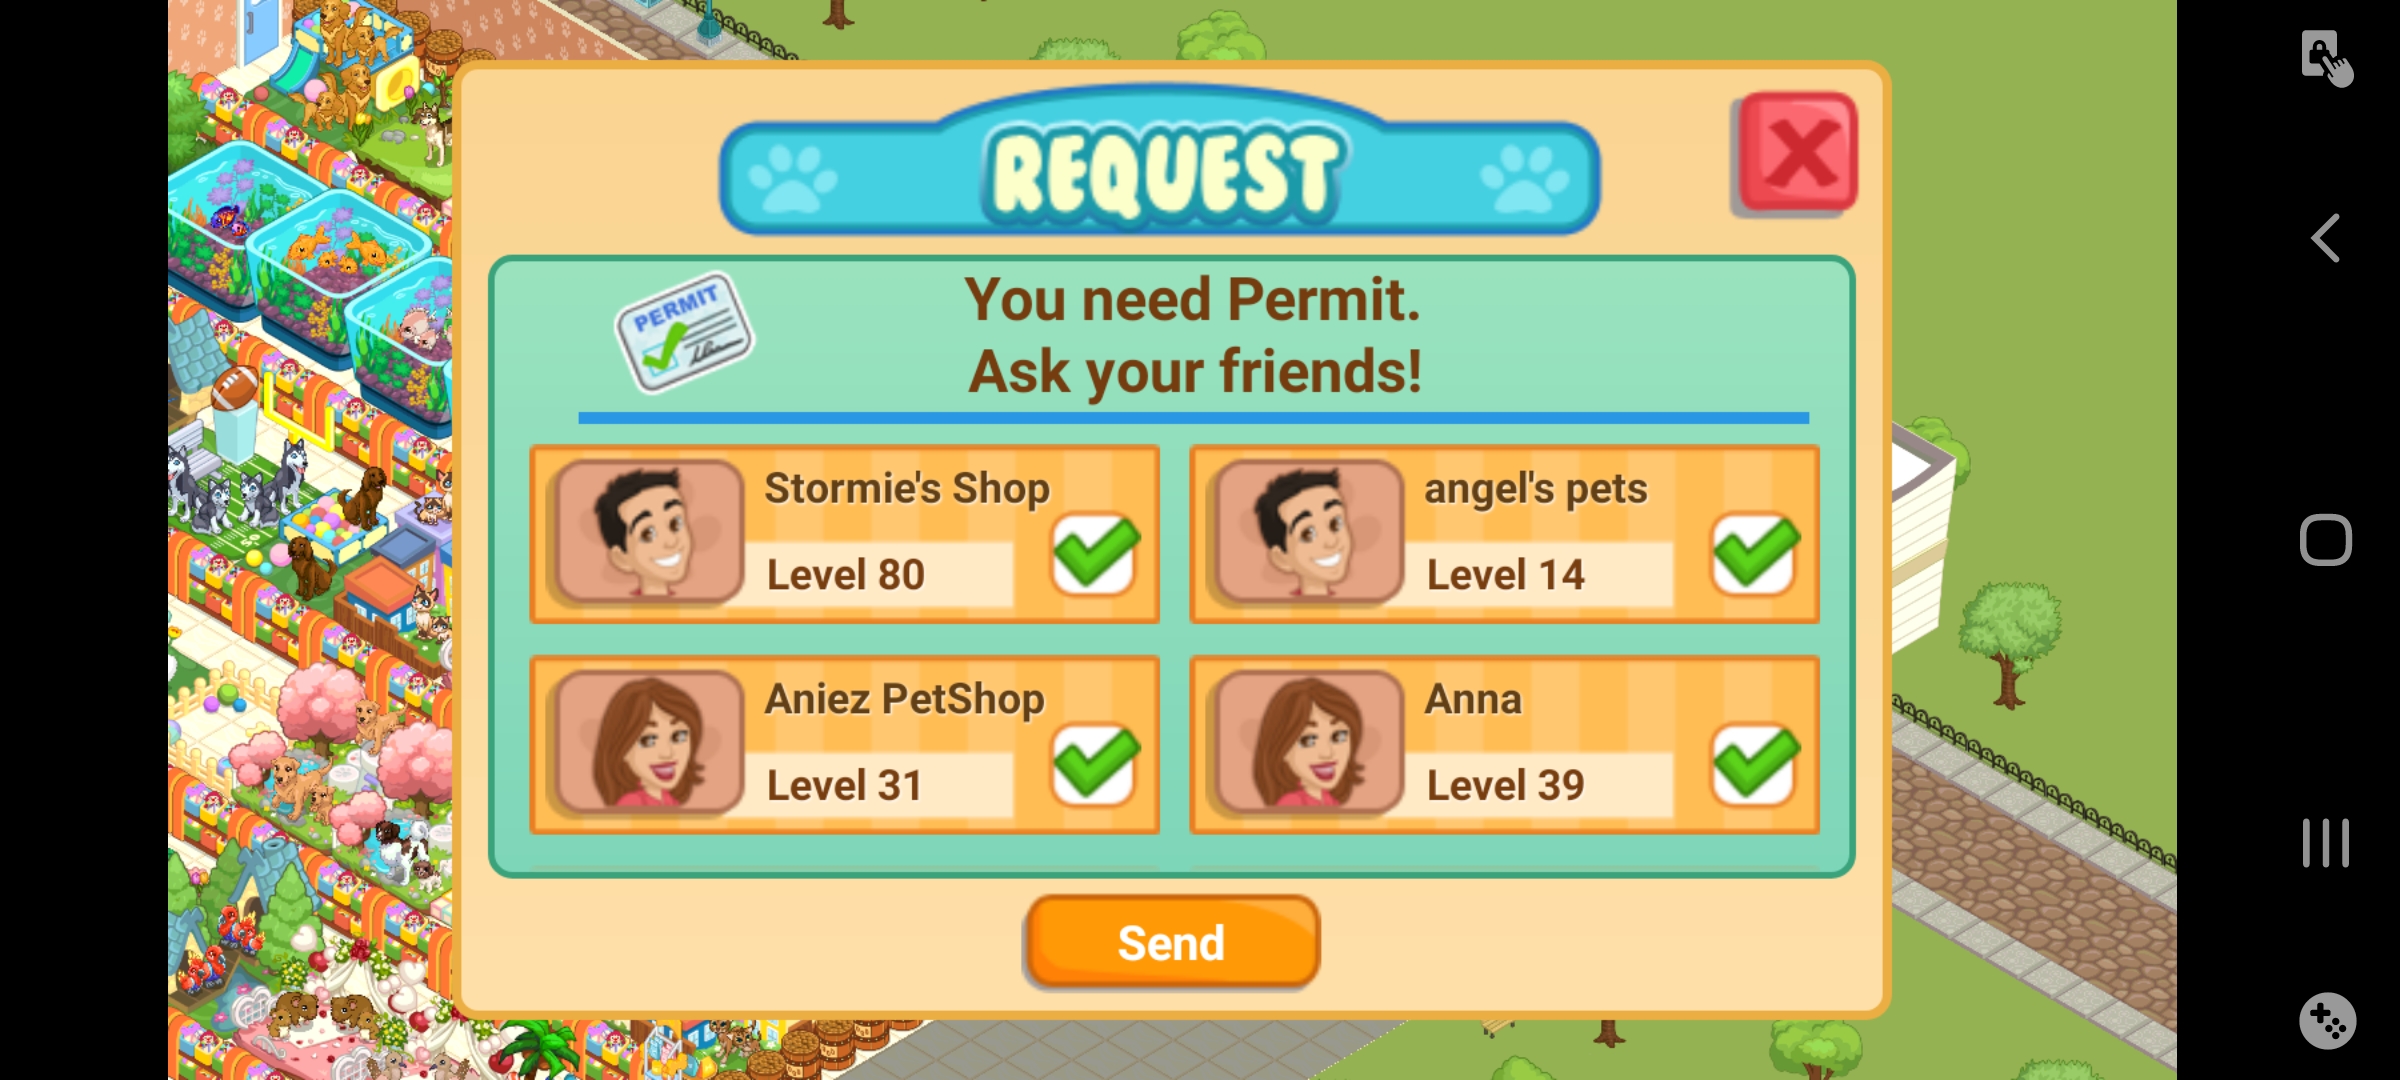 REQUEST
PERMIT
You need Permit.
Ask your friends!
Stormie's Shop
Level 80
angel's pets
Level 14
Aniez PetShop
Level 31
Anna
Level 39
Send